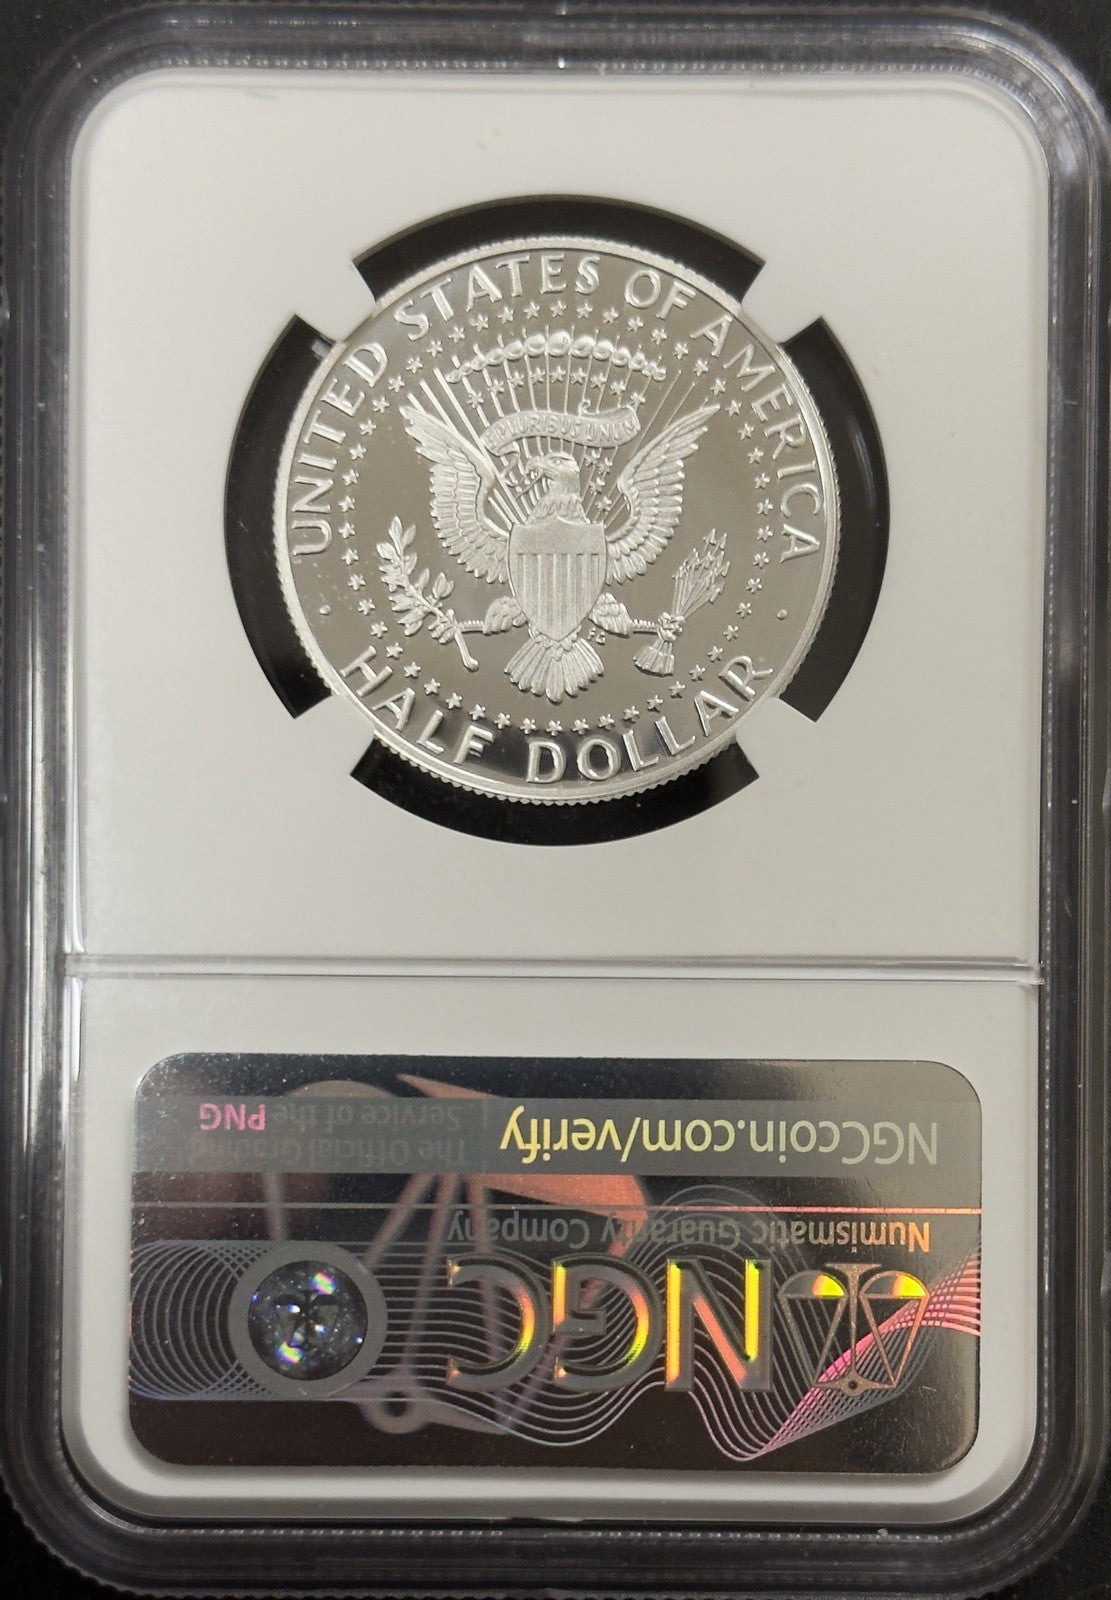 UNITED STATES OF AMERICA
E PLURIBUS UNUM
FG
HALF DOLLAR
NGCcoin.com/verify
The Official Grading
Service of the PNG
Numismatic Guaranty Company
NGC